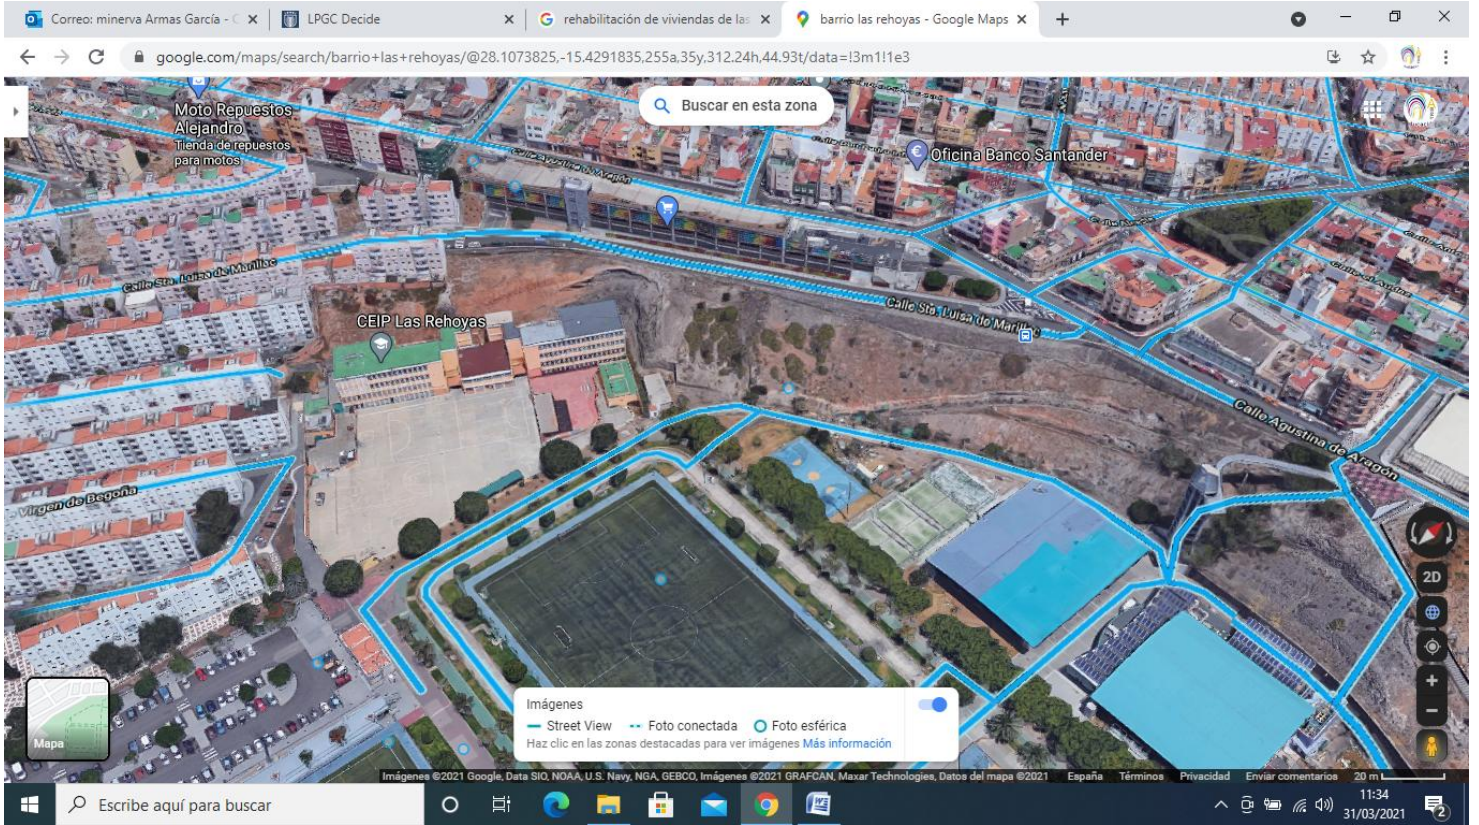 Correo: minerva Armas García - C
LPGC Decide
rehabilitación de viviendas de las
barrio las rehoyas - Google Maps
google.com/maps/search/barrio+las+rehoyas/@28.1073825,-15.4291835,255a,35y,312.24h,44.93t/data=!3m1!1e3
Buscar en esta zona
Moto Repuestos
Alejandro
Tienda de repuestos
para motos
Calle Agustina de Aragón
Oficina Banco Santander
Calle Sta. Luisa de Marillac
CEIP Las Rehoyas
Calle Sta. Luisa de Marillac
Calle Agustina de Aragón
Virgen de Begoña
2D
Imágenes
Street View
Foto conectada
Foto esférica
Haz clic en las zonas destacadas para ver imágenes Más información
Mapa
Imágenes ©2021 Google, Data SIO, NOAA, U.S. Navy, NGA, GEBCO, Imágenes ©2021 GRAFCAN, Maxar Technologies, Datos del mapa ©2021 España Términos Privacidad Enviar comentarios 20 m
Escribe aquí para buscar
11:34
31/03/2021
2